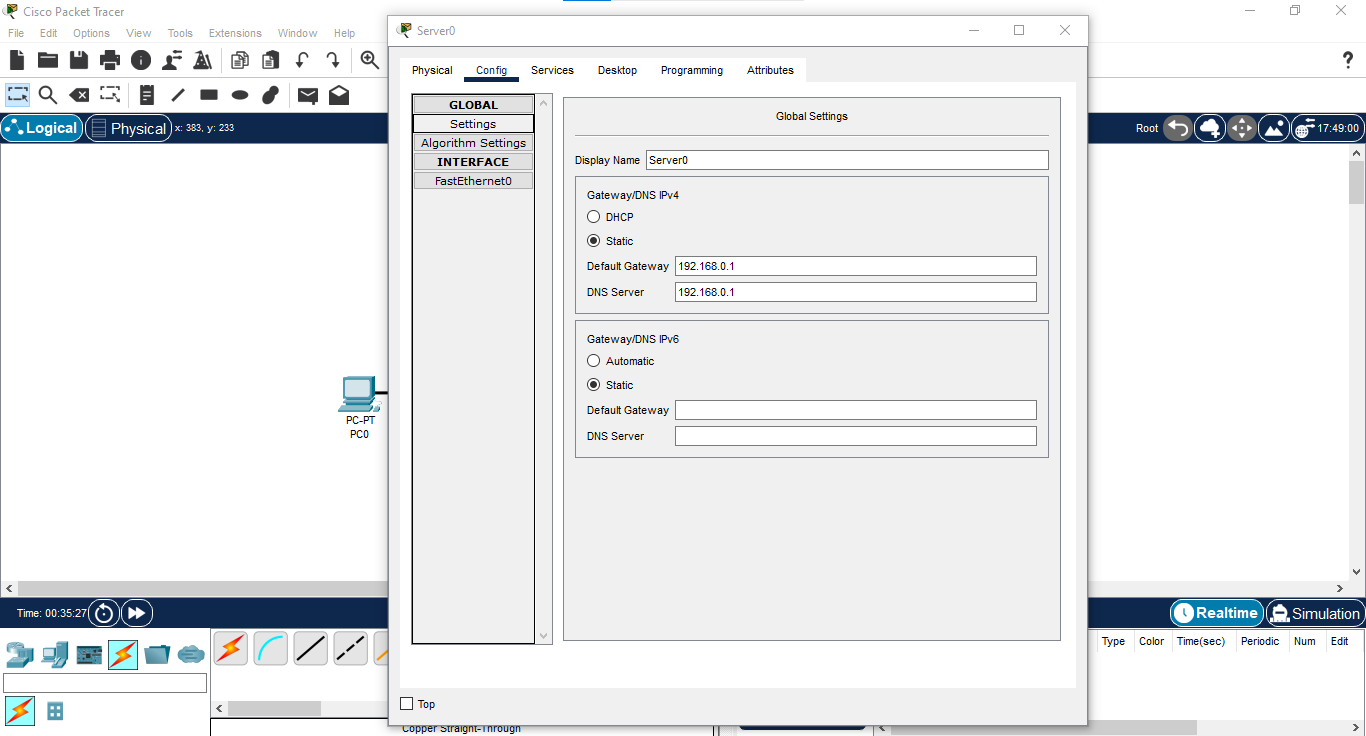 Cisco Packet Tracer
File Edit Options View Tools Extensions Window Help
Logical
Physical
x: 383, y: 233
Root
17:49:00
PC-PT
PC0
Server0
Physical Config Services Desktop Programming Attributes
GLOBAL
Settings
Algorithm Settings
INTERFACE
FastEthernet0
Global Settings
Display Name Server0
Gateway/DNS IPv4
DHCP
Static
Default Gateway 192.168.0.1
DNS Server 192.168.0.1
Gateway/DNS IPv6
Automatic
Static
Default Gateway
DNS Server
Top
Time: 00:35:27
Realtime
Simulation
Type Color Time(sec) Periodic Num Edit
Copper Straight-Through